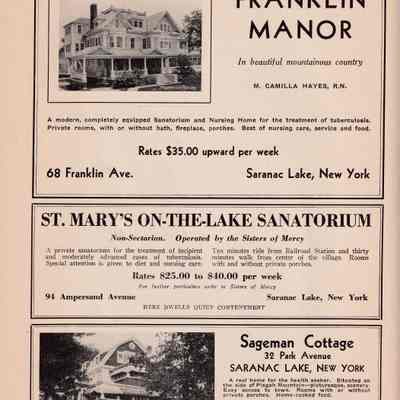 FRANKLIN
MANOR
In beautiful mountainous country
M. CAMILLA HAYES, R.N.
A modern, completely equipped Sanatorium and Nursing Home for the treatment of tuberculosis.
Private rooms, with or without bath, fireplace, porches. Best of nursing care, service and food.
Rates $35.00 upward per week
68 Franklin Ave. Saranac Lake, New York
ST. MARY'S ON-THE-LAKE SANATORIUM
Non-Sectarian. Operated by the Sisters of Mercy
A private sanatorium for the treatment of incipient
and moderately advanced cases of tuberculosis.
Special attention is given to diet and nursing care.
Ten minutes ride from Railroad Station and thirty
minutes walk from center of the village. Rooms
with and without private porches.
Rates $25.00 to $40.00 per week
For further particulars write to Sisters of Mercy
94 Ampersand Avenue Saranac Lake, New York
HERE DWELLS QUIET CONTENTMENT
Sageman Cottage
32 Park Avenue
SARANAC LAKE, NEW YORK
A real home for the health seeker. Situated on
the side of Pisgah Mountain—picturesque, scenery.
Easy access to town. Rooms with or without
private porches. Home-cooked food.